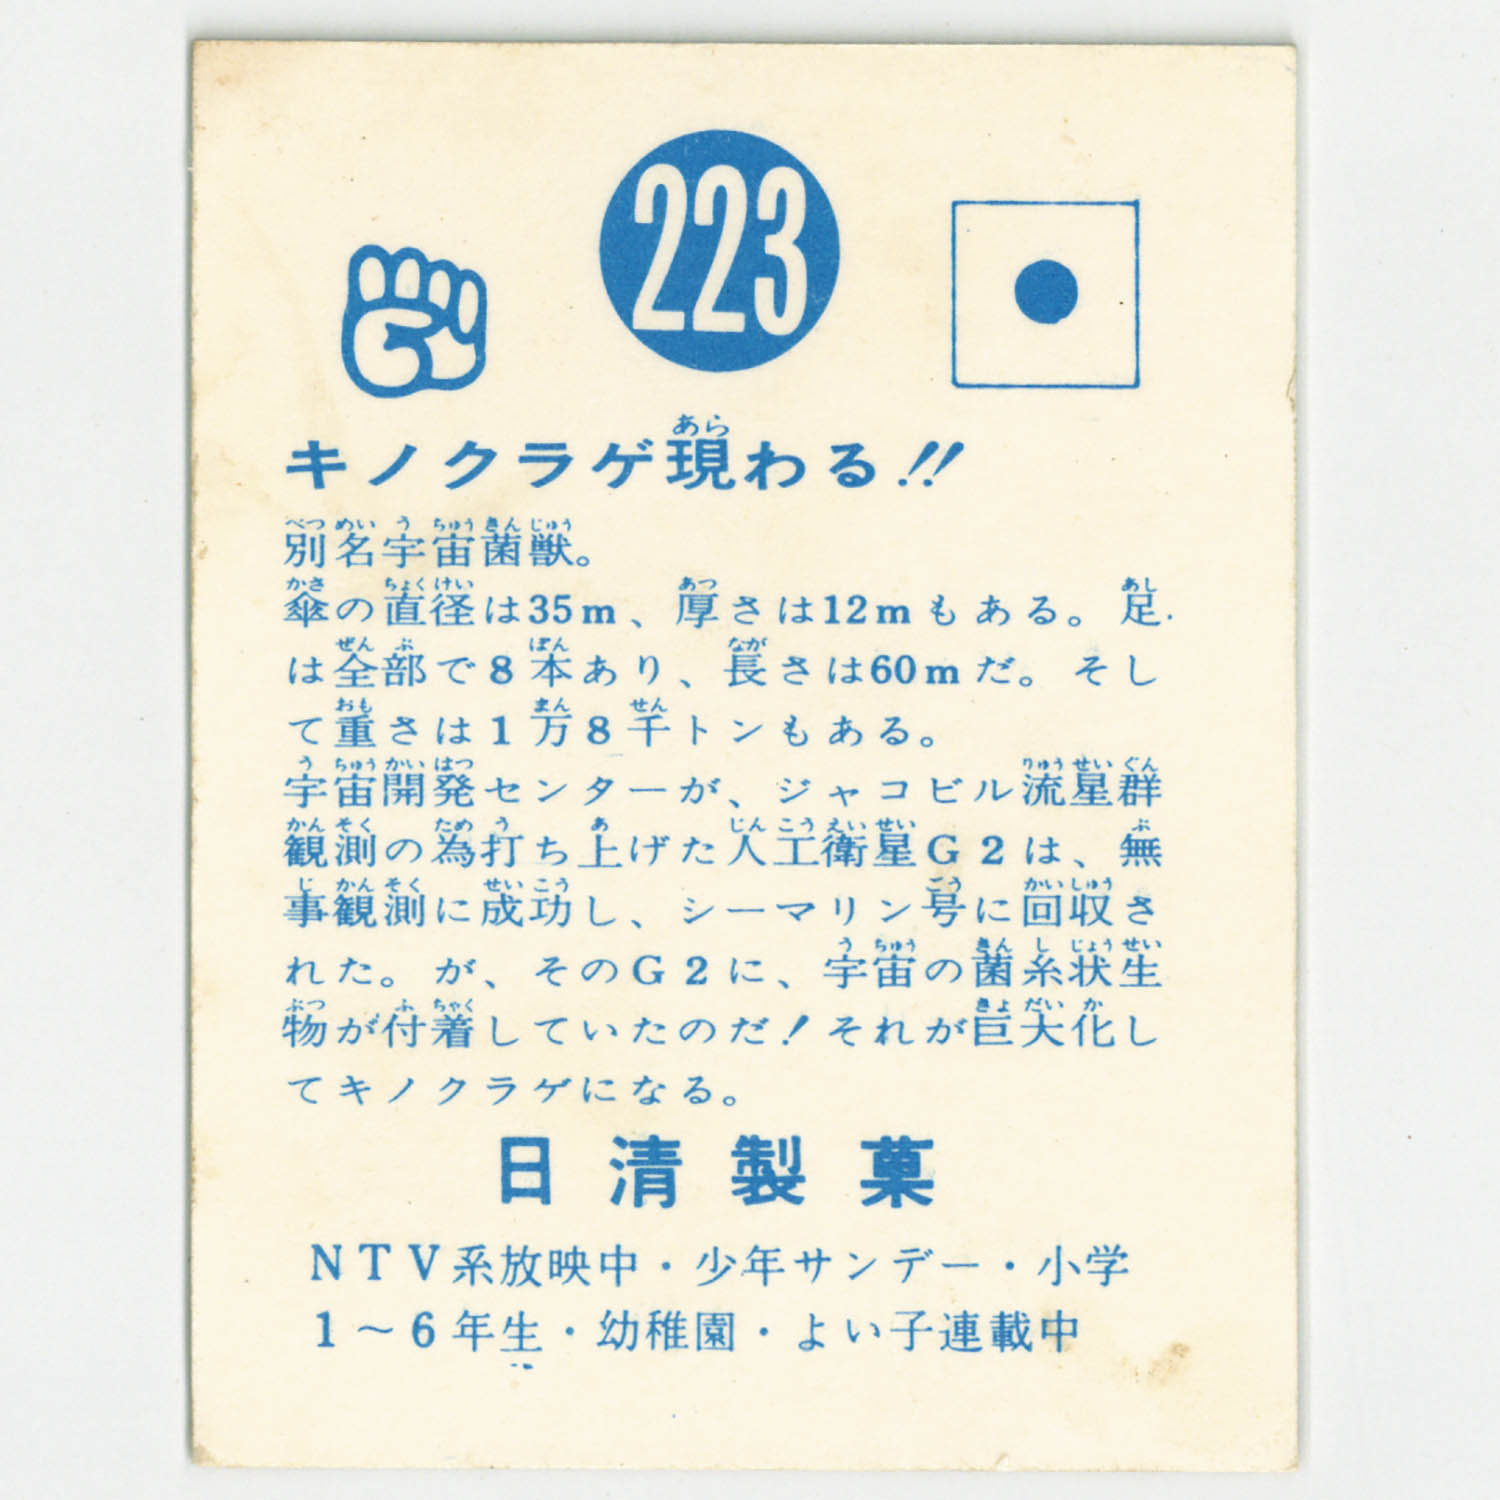 223
キノクラゲ現わる!!
別名宇宙菌獣。
傘の直径は35m、厚さは12mもある。足
は全部で8本あり、長さは60mだ。そし
て重さは1万8千トンもある。
宇宙開発センターが、ジャコビル流星群
観測の為打ち上げた人工衛星G2は、無
事観測に成功し、シーマリン号に回収さ
れた。が、そのG2に、宇宙の菌糸状生
物が付着していたのだ!それが巨大化し
てキノクラゲになる。
日清製菓
NTV系放映中・少年サンデー・小学
1~6年生・幼稚園・よい子連載中